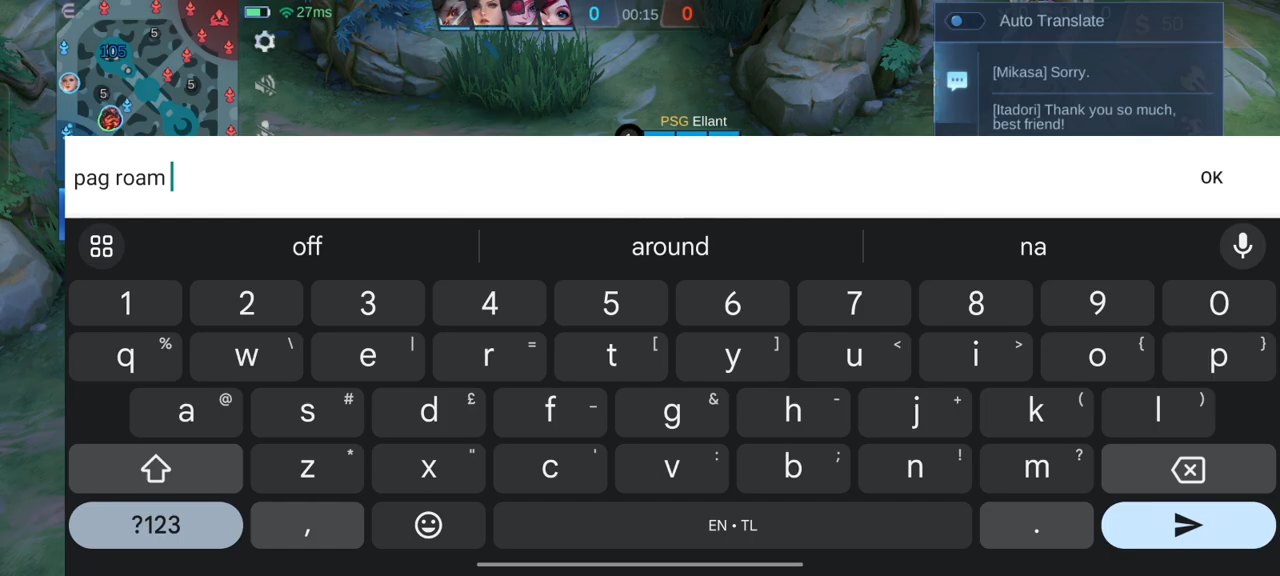 27ms
0 00:15 0
Auto Translate
$ 50
105
5
5
5
[Mikasa] Sorry.
[Itadori] Thank you so much,
best friend!
PSG Ellant
pag roam
OK
off around na
1 2 3 4 5 6 7 8 9 0
q % w \ e | r = t [ y ] u < i > o { p }
a @ s # d £ f _ g & h - j + k ( l )
z * x " c ' v : b ; n ! m ?
?123 , EN • TL .